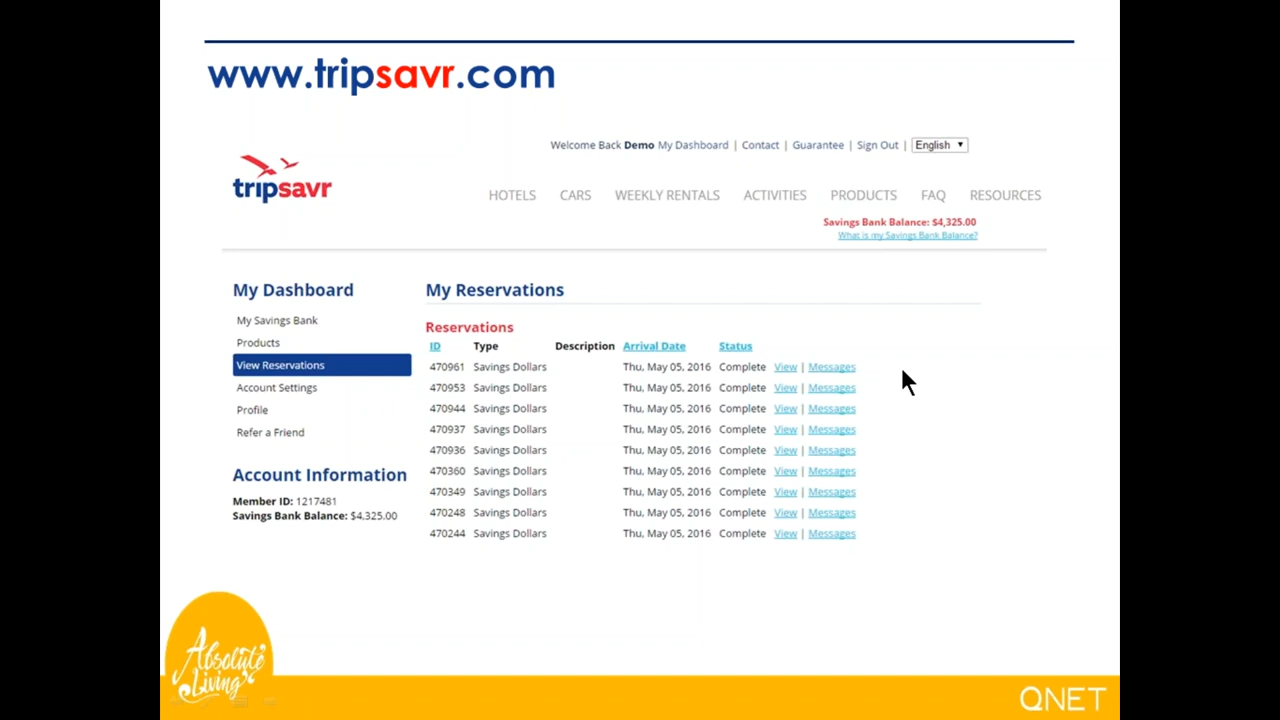 www.tripsavr.com
Welcome Back Demo My Dashboard | Contact | Guarantee | Sign Out | English ▼
tripsavr
HOTELS CARS WEEKLY RENTALS ACTIVITIES PRODUCTS FAQ RESOURCES
Savings Bank Balance: $4,325.00
What is my Savings Bank Balance?
My Dashboard
My Savings Bank
Products
View Reservations
Account Settings
Profile
Refer a Friend
Account Information
Member ID: 1217481
Savings Bank Balance: $4,325.00
My Reservations
Reservations
ID Type Description Arrival Date Status
470961 Savings Dollars Thu, May 05, 2016 Complete View | Messages
470953 Savings Dollars Thu, May 05, 2016 Complete View | Messages
470944 Savings Dollars Thu, May 05, 2016 Complete View | Messages
470937 Savings Dollars Thu, May 05, 2016 Complete View | Messages
470936 Savings Dollars Thu, May 05, 2016 Complete View | Messages
470360 Savings Dollars Thu, May 05, 2016 Complete View | Messages
470349 Savings Dollars Thu, May 05, 2016 Complete View | Messages
470248 Savings Dollars Thu, May 05, 2016 Complete View | Messages
470244 Savings Dollars Thu, May 05, 2016 Complete View | Messages
Absolute
Living
QNET